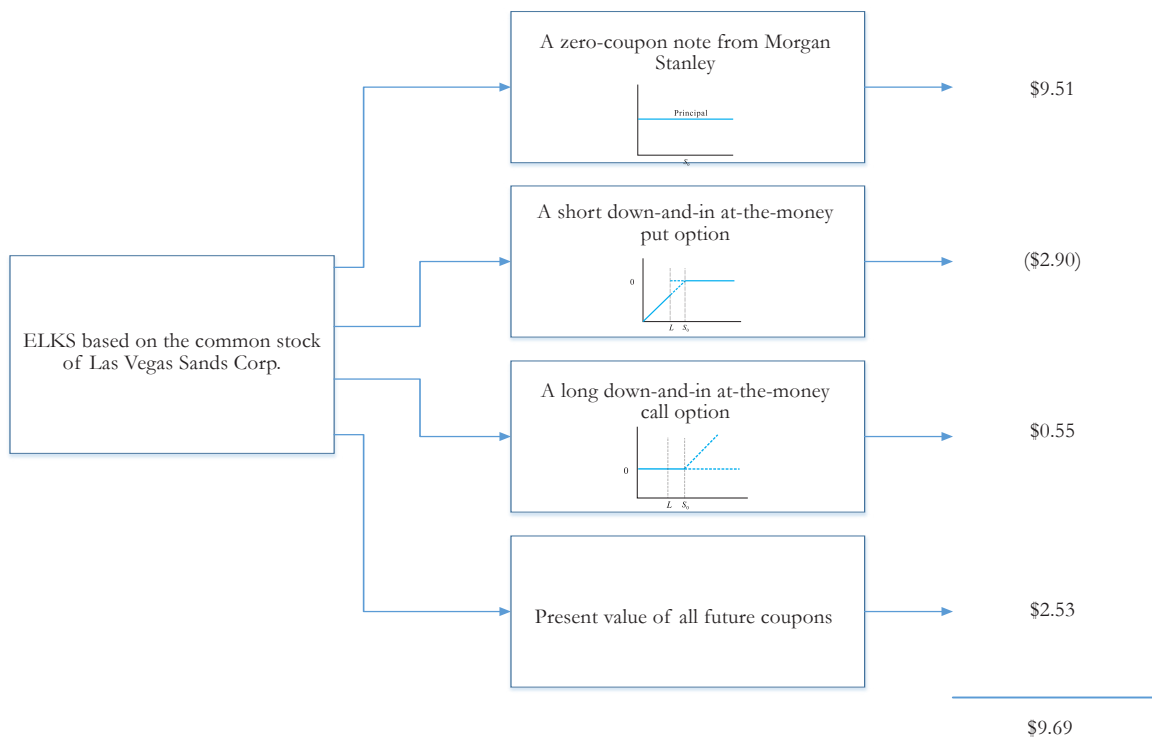 A zero-coupon note from Morgan
Stanley
Principal
S₀
$9.51
A short down-and-in at-the-money
put option
0
L S₀
($2.90)
ELKS based on the common stock
of Las Vegas Sands Corp.
A long down-and-in at-the-money
call option
0
L S₀
$0.55
Present value of all future coupons
$2.53
$9.69